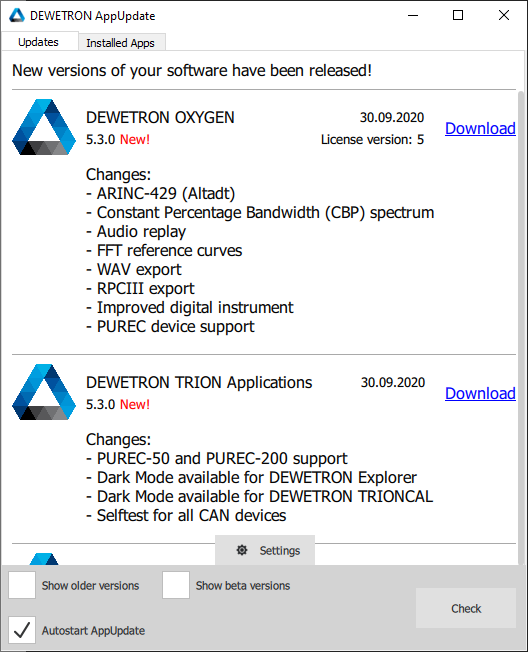 DEWETRON AppUpdate
Updates Installed Apps
New versions of your software have been released!
DEWETRON OXYGEN 30.09.2020 Download
5.3.0 New! License version: 5
Changes:
- ARINC-429 (Altadt)
- Constant Percentage Bandwidth (CBP) spectrum
- Audio replay
- FFT reference curves
- WAV export
- RPCIII export
- Improved digital instrument
- PUREC device support
DEWETRON TRION Applications 30.09.2020 Download
5.3.0 New!
Changes:
- PUREC-50 and PUREC-200 support
- Dark Mode available for DEWETRON Explorer
- Dark Mode available for DEWETRON TRIONCAL
- Selftest for all CAN devices
Settings
Show older versions Show beta versions
Check
Autostart AppUpdate